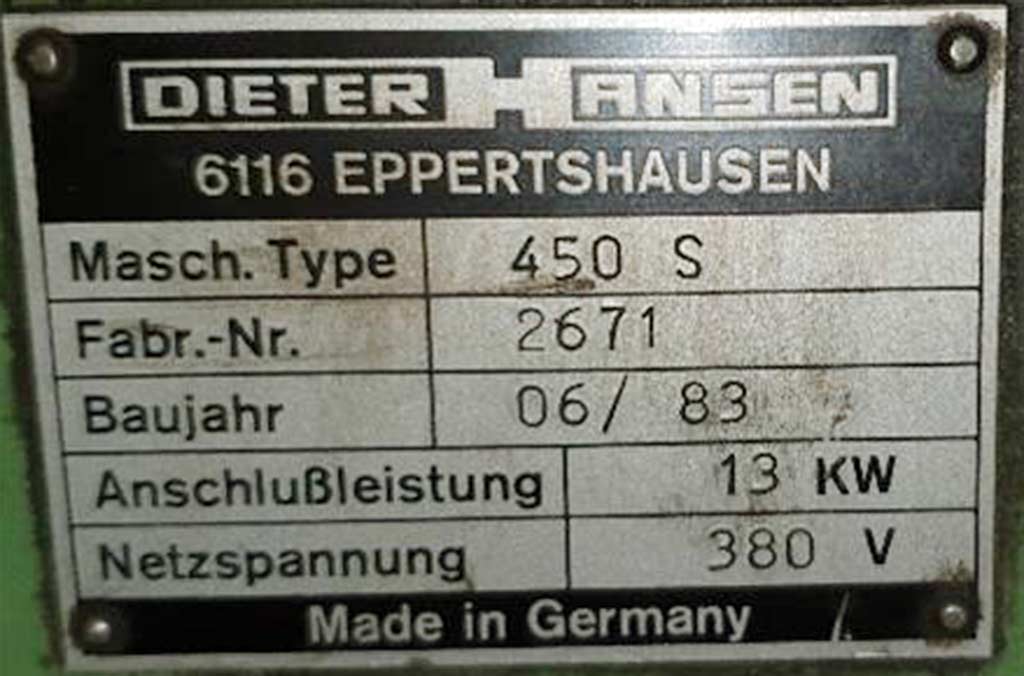 DIETER HANSEN
6116 EPPERTSHAUSEN
Masch. Type 450 S
Fabr.-Nr. 2671
Baujahr 06/ 83
Anschlußleistung 13 KW
Netzspannung 380 V
Made in Germany